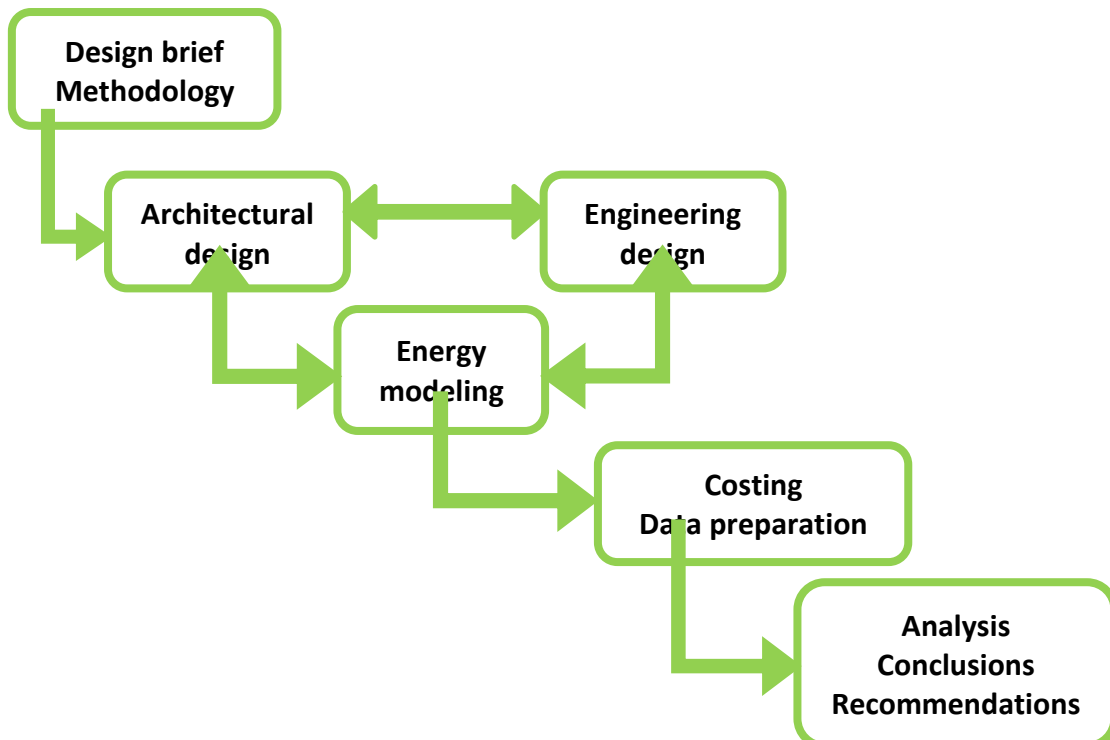 Design brief
Methodology
Architectural
design
Engineering
design
Energy
modeling
Costing
Data preparation
Analysis
Conclusions
Recommendations